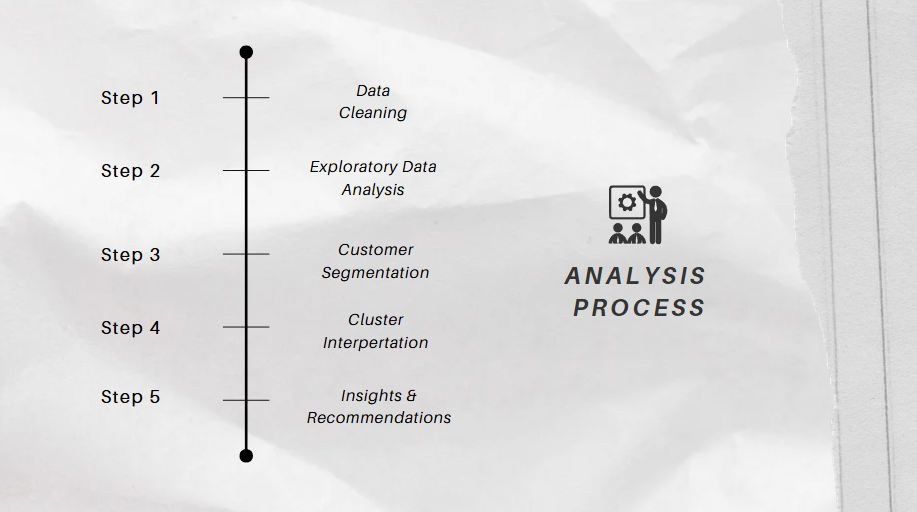 Step 1
Data
Cleaning
Step 2
Exploratory Data
Analysis
Step 3
Customer
Segmentation
Step 4
Cluster
Interpertation
Step 5
Insights &
Recommendations
ANALYSIS
PROCESS